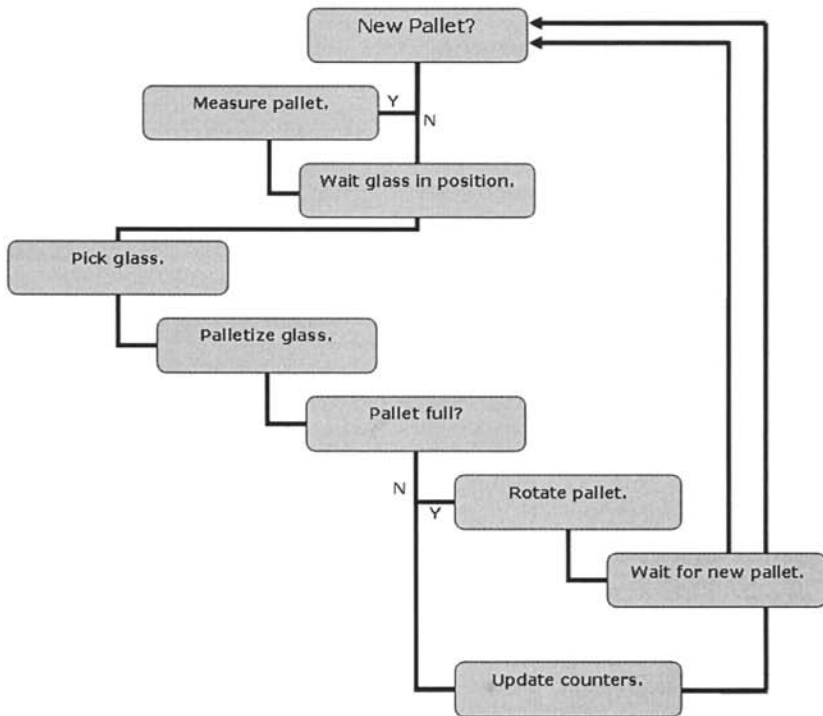 New Pallet?
Measure pallet.
Y
N
Wait glass in position.
Pick glass.
Palletize glass.
Pallet full?
N
Y
Rotate pallet.
Wait for new pallet.
Update counters.